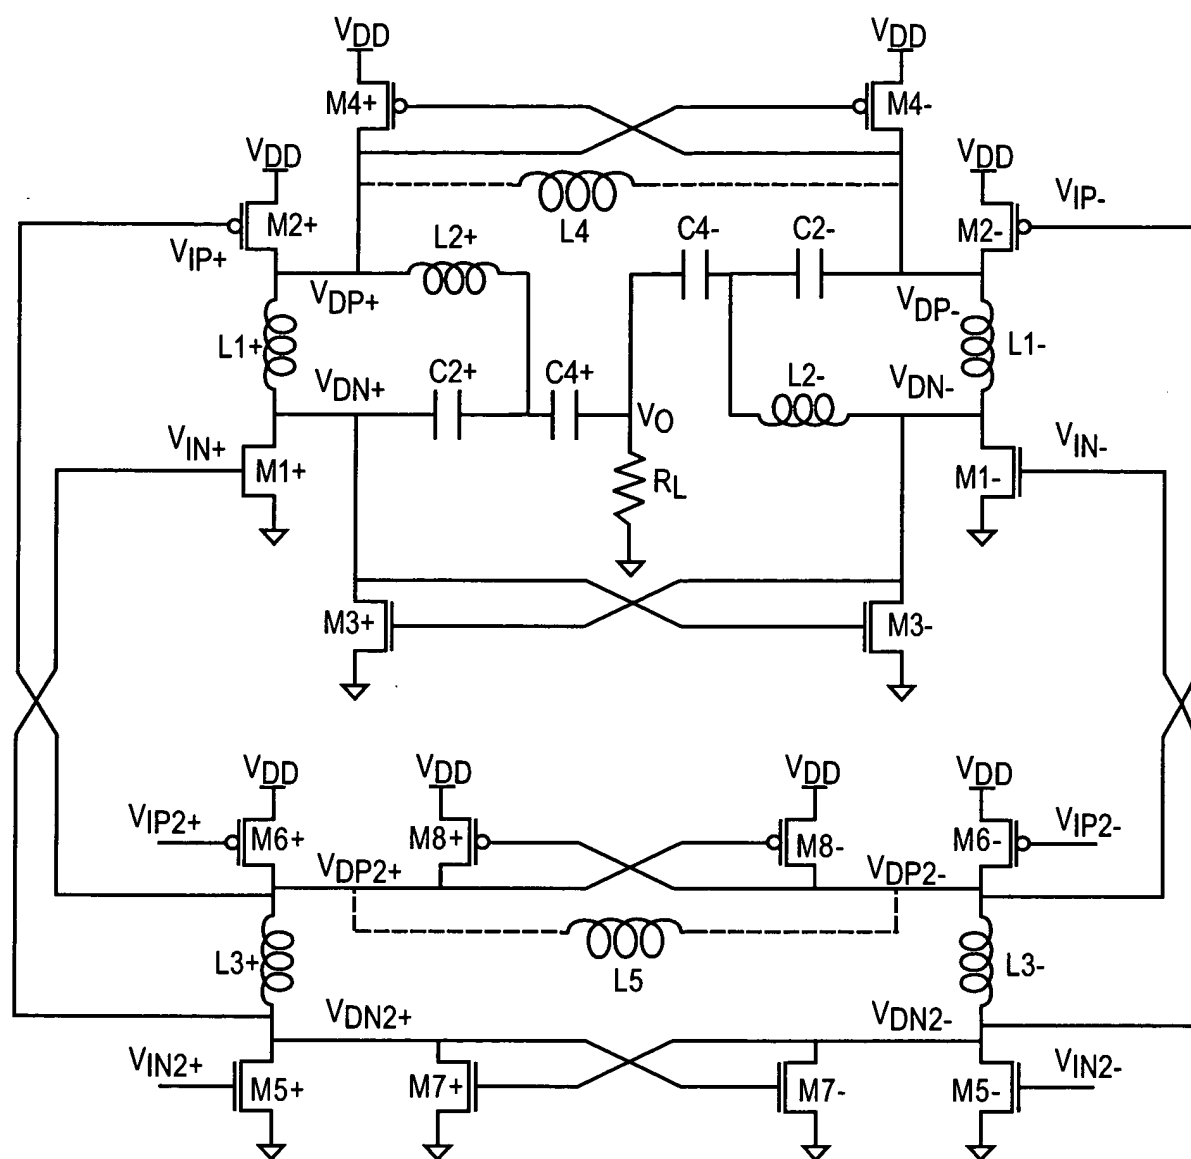 VDD VDD
M4+ M4-
VDD VDD
M2+ L4 M2-
VIP+ VIP-
L2+ C4- C2-
VDP+ VDP-
L1+ L1-
VDN+ C2+ C4+ L2- VDN-
VIN+ VO VIN-
M1+ RL M1-
M3+ M3-
VDD VDD VDD VDD
VIP2+ M6+ M8+ M8- M6- VIP2-
VDP2+ VDP2-
L3+ L5 L3-
VDN2+ VDN2-
VIN2+ VIN2-
M5+ M7+ M7- M5-